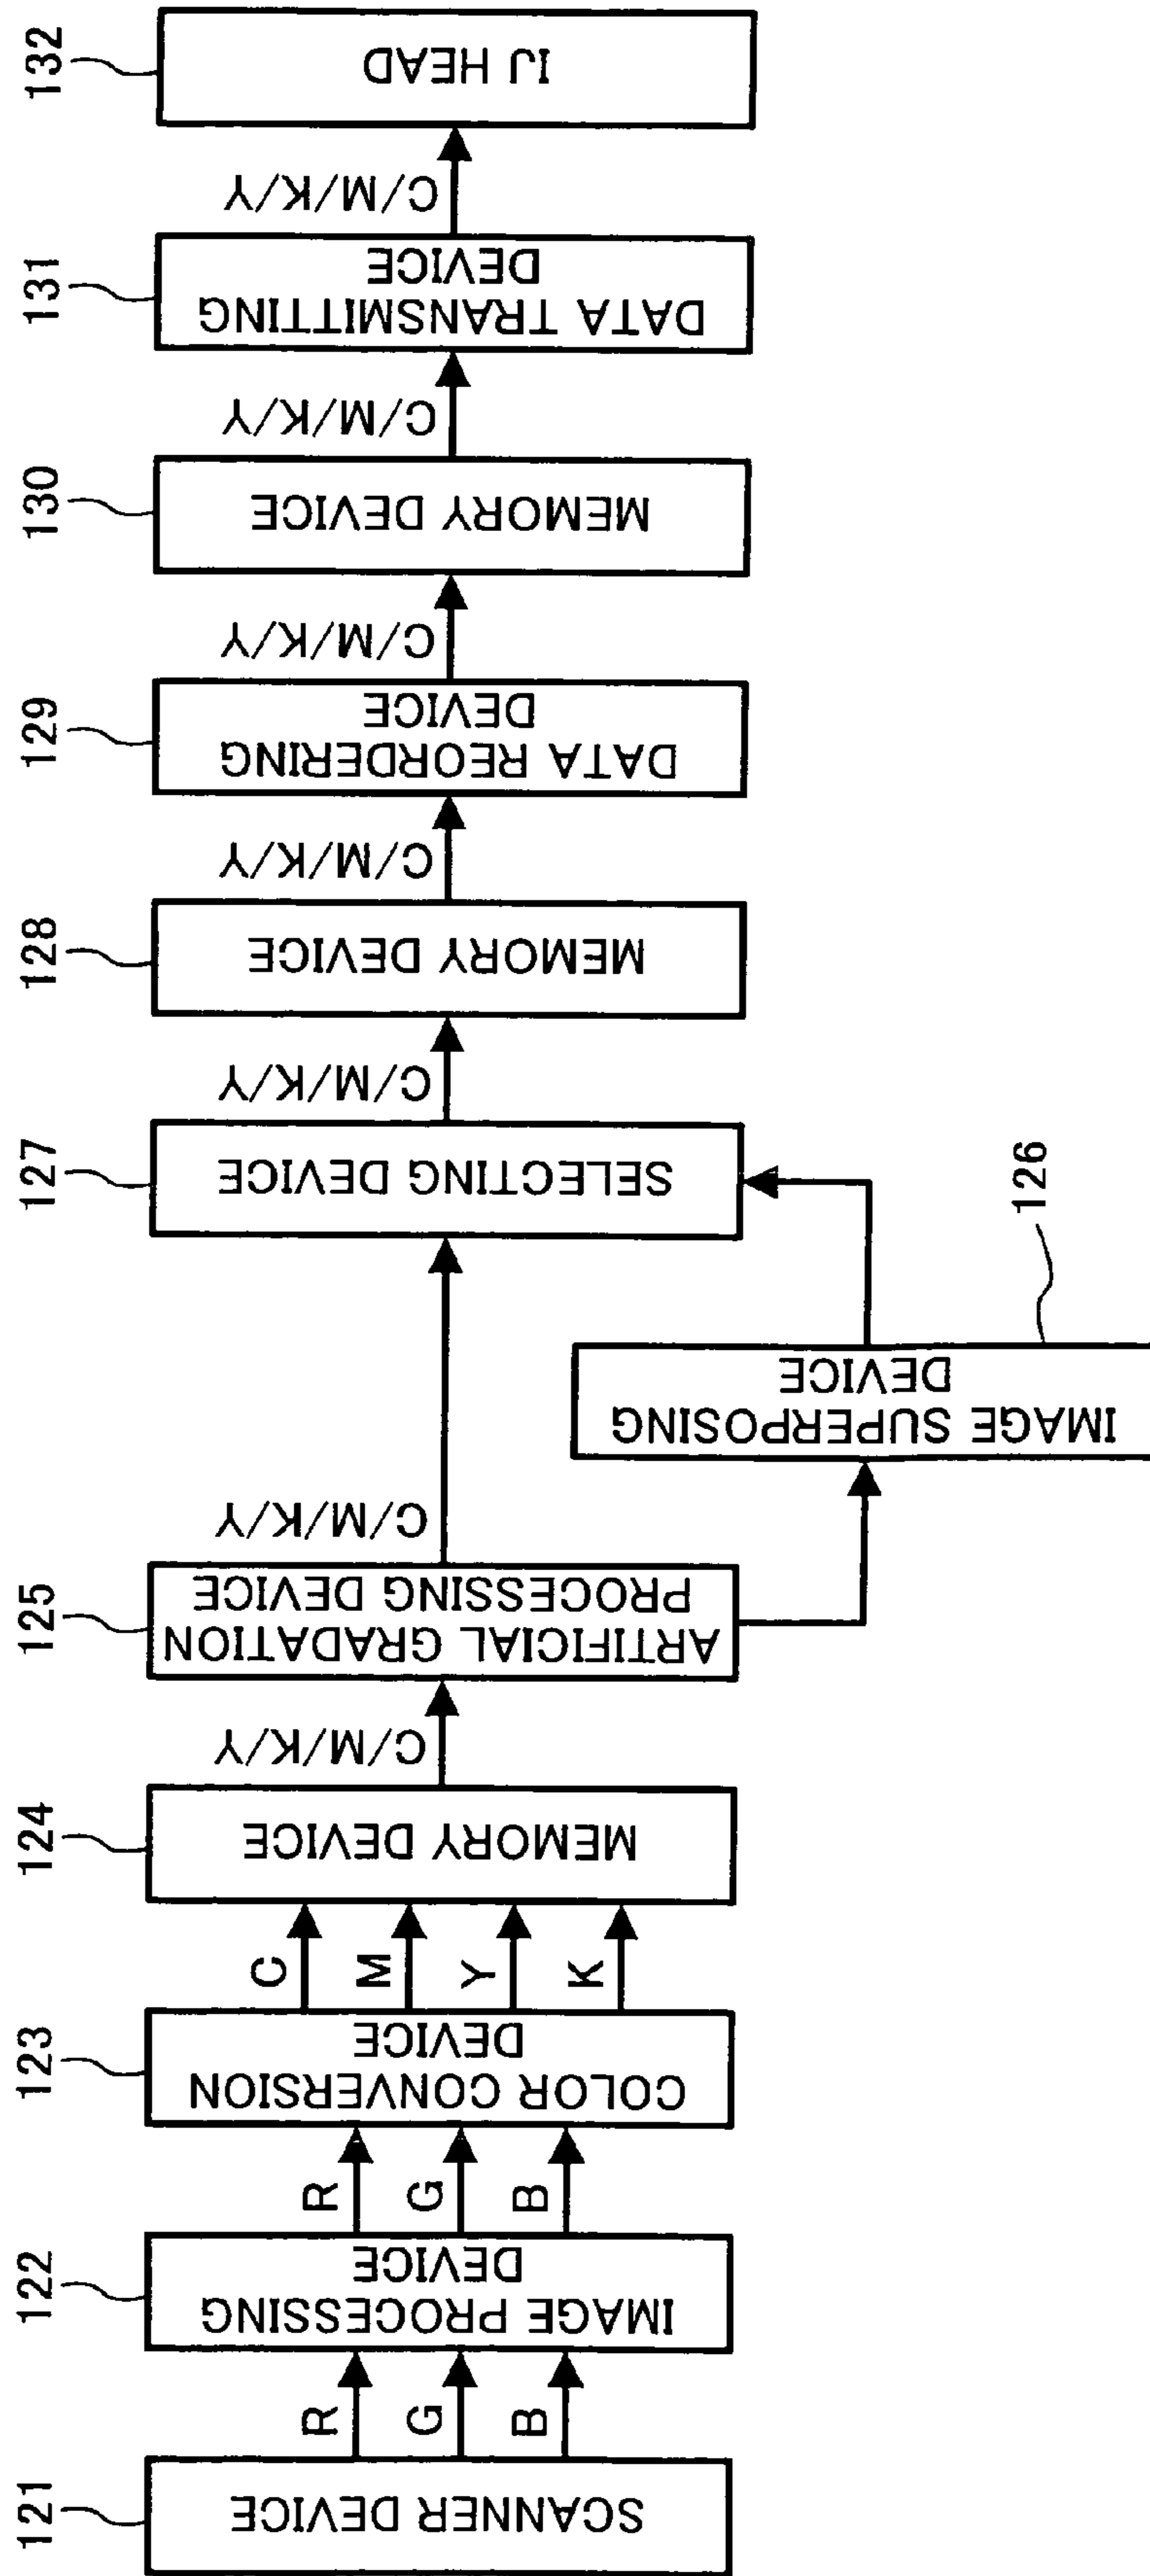 121
SCANNER DEVICE
R
G
B
122
IMAGE PROCESSING
DEVICE
R
G
B
123
COLOR CONVERSION
DEVICE
C
M
Y
K
124
MEMORY DEVICE
C/M/K/Y
125
ARTIFICIAL GRADATION
PROCESSING DEVICE
C/M/K/Y
126
IMAGE SUPERPOSING
DEVICE
127
SELECTING DEVICE
C/M/K/Y
128
MEMORY DEVICE
C/M/K/Y
129
DATA REORDERING
DEVICE
C/M/K/Y
130
MEMORY DEVICE
C/M/K/Y
131
DATA TRANSMITTING
DEVICE
C/M/K/Y
132
IJ HEAD